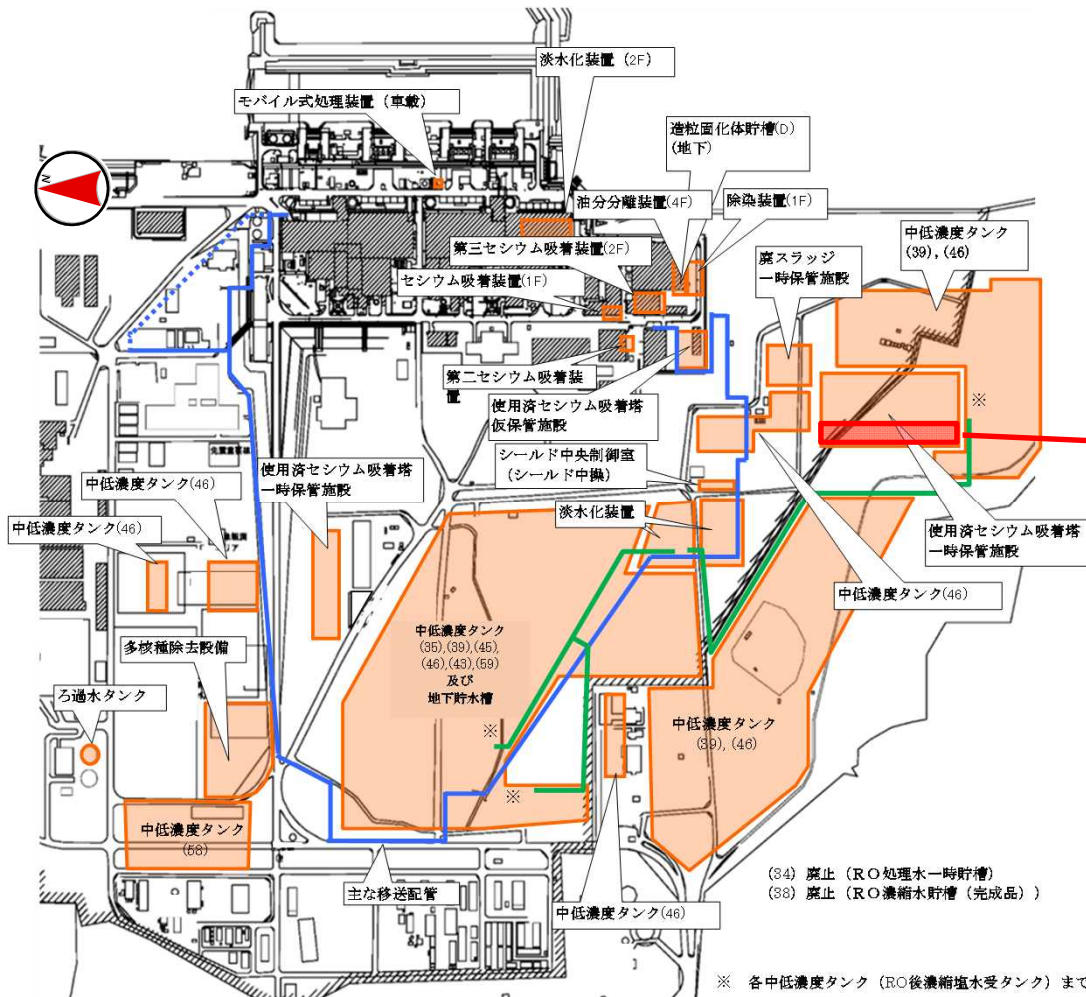 淡水化装置 (2F)
モバイル式処理装置 (車載)
造粒固化体貯槽(D)
(地下)
N
油分分離装置(4F)
除染装置(1F)
中低濃度タンク
(39), (46)
第三セシウム吸着装置(2F)
廃スラッジ
一時保管施設
セシウム吸着装置(1F)
第二セシウム吸着装
置
使用済セシウム吸着塔
仮保管施設
※
シールド中央制御室
(シールド中操)
使用済セシウム吸着塔
一時保管施設
中低濃度タンク(46)
中低濃度タンク(46)
淡水化装置
使用済セシウム吸着塔
一時保管施設
中低濃度タンク(46)
中低濃度タンク
(35),(39),(45),
(46),(43),(59)
及び
地下貯水槽
多核種除去設備
ろ過水タンク
※
※
中低濃度タンク
(39), (46)
中低濃度タンク
(58)
主な移送配管
中低濃度タンク(46)
(34) 廃止 (RO処理水一時貯槽)
(38) 廃止 (RO濃縮水貯槽 (完成品) )
※ 各中低濃度タンク (RO後濃縮塩水受タンク) まで